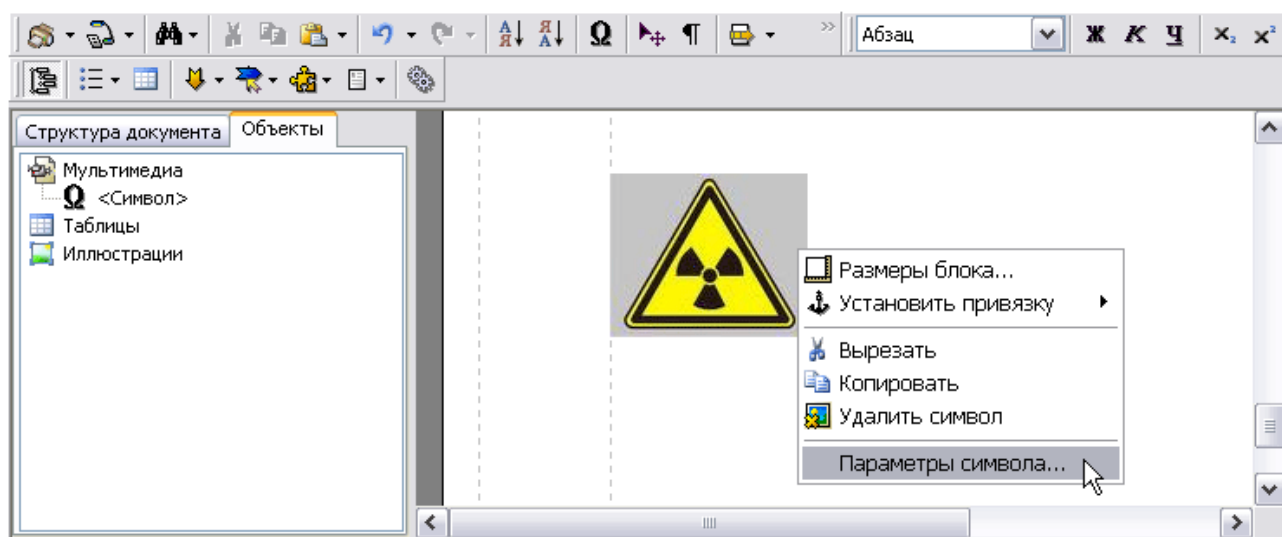 Абзац
Ж К Ч
Структура документа
Объекты
Мультимедиа
Ω <Символ>
Таблицы
Иллюстрации
Размеры блока...
Установить привязку
Вырезать
Копировать
Удалить символ
Параметры символа...